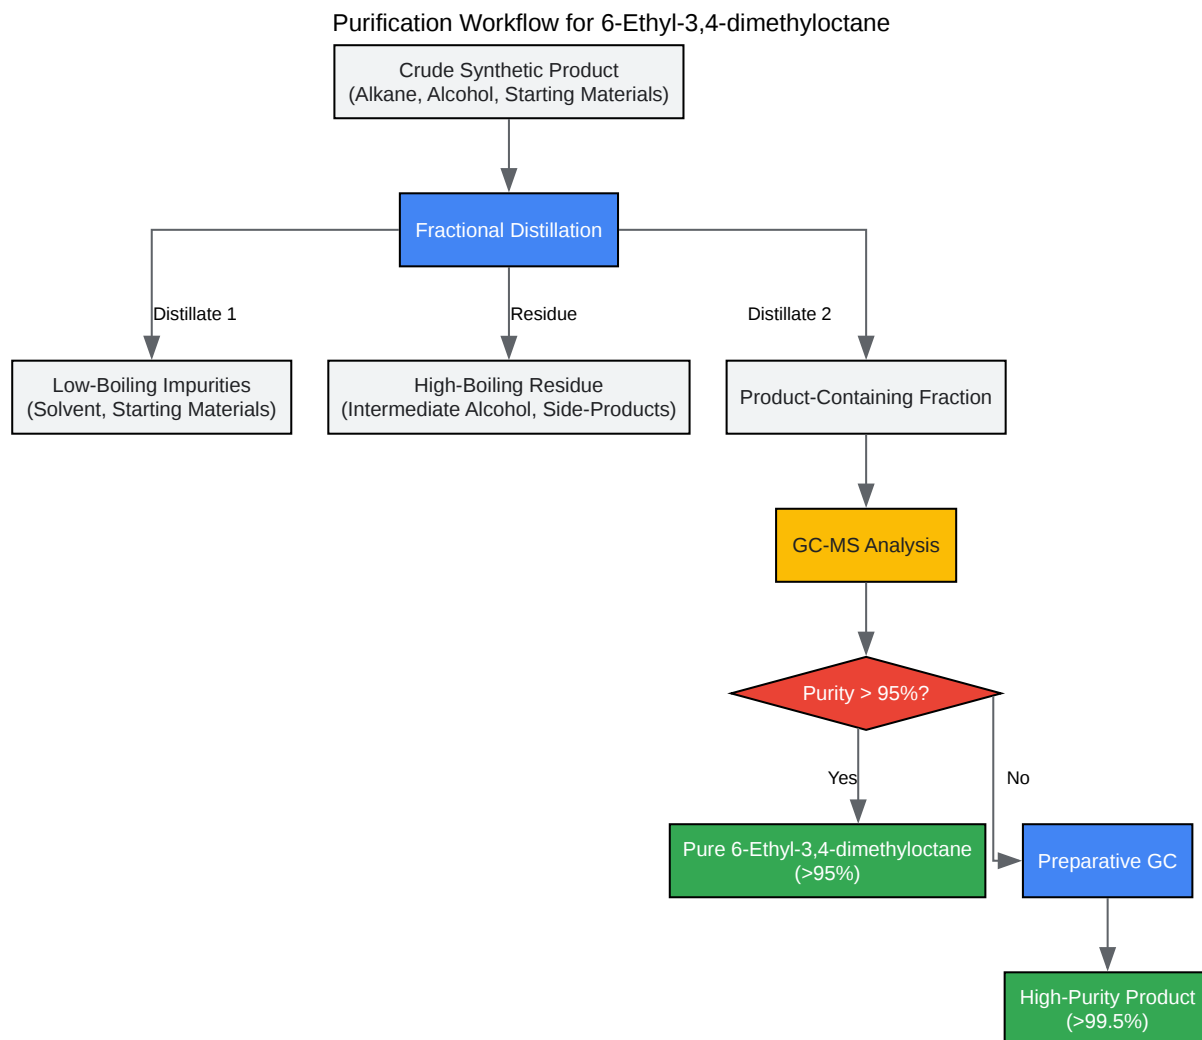 Purification Workflow for 6-Ethyl-3,4-dimethyloctane
Crude Synthetic Product
(Alkane, Alcohol, Starting Materials)
Fractional Distillation
Distillate 1
Residue
Distillate 2
Low-Boiling Impurities
(Solvent, Starting Materials)
High-Boiling Residue
(Intermediate Alcohol, Side-Products)
Product-Containing Fraction
GC-MS Analysis
Purity > 95%?
Yes
No
Pure 6-Ethyl-3,4-dimethyloctane
(>95%)
Preparative GC
High-Purity Product
(>99.5%)